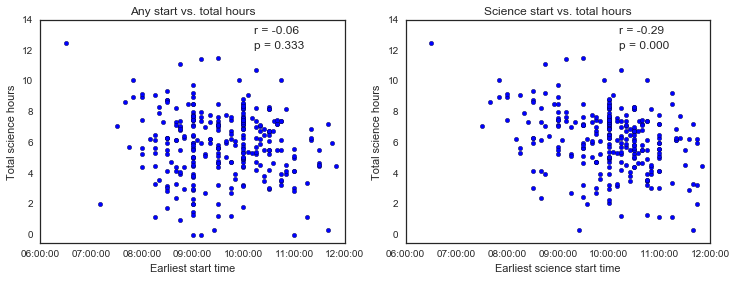 Any start vs. total hours
r = -0.06
p = 0.333
Total science hours
14
12
10
8
6
4
2
0
06:00:00 07:00:00 08:00:00 09:00:00 10:00:00 11:00:00 12:00:00
Earliest start time
Science start vs. total hours
r = -0.29
p = 0.000
Total science hours
14
12
10
8
6
4
2
0
06:00:00 07:00:00 08:00:00 09:00:00 10:00:00 11:00:00 12:00:00
Earliest science start time